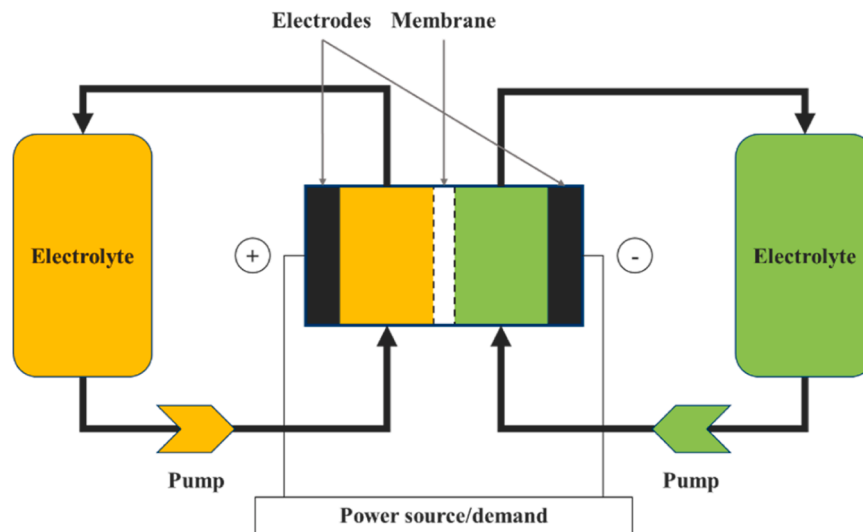 Electrodes Membrane
Electrolyte
+
-
Electrolyte
Pump
Pump
Power source/demand